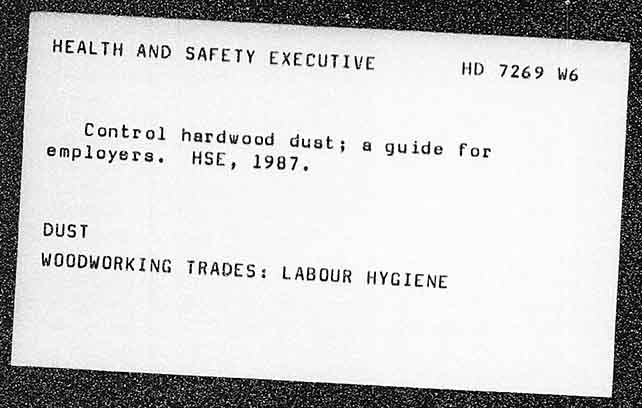 HEALTH AND SAFETY EXECUTIVE HD 7269 W6
Control hardwood dust; a guide for
employers. HSE, 1987.
DUST
WOODWORKING TRADES: LABOUR HYGIENE